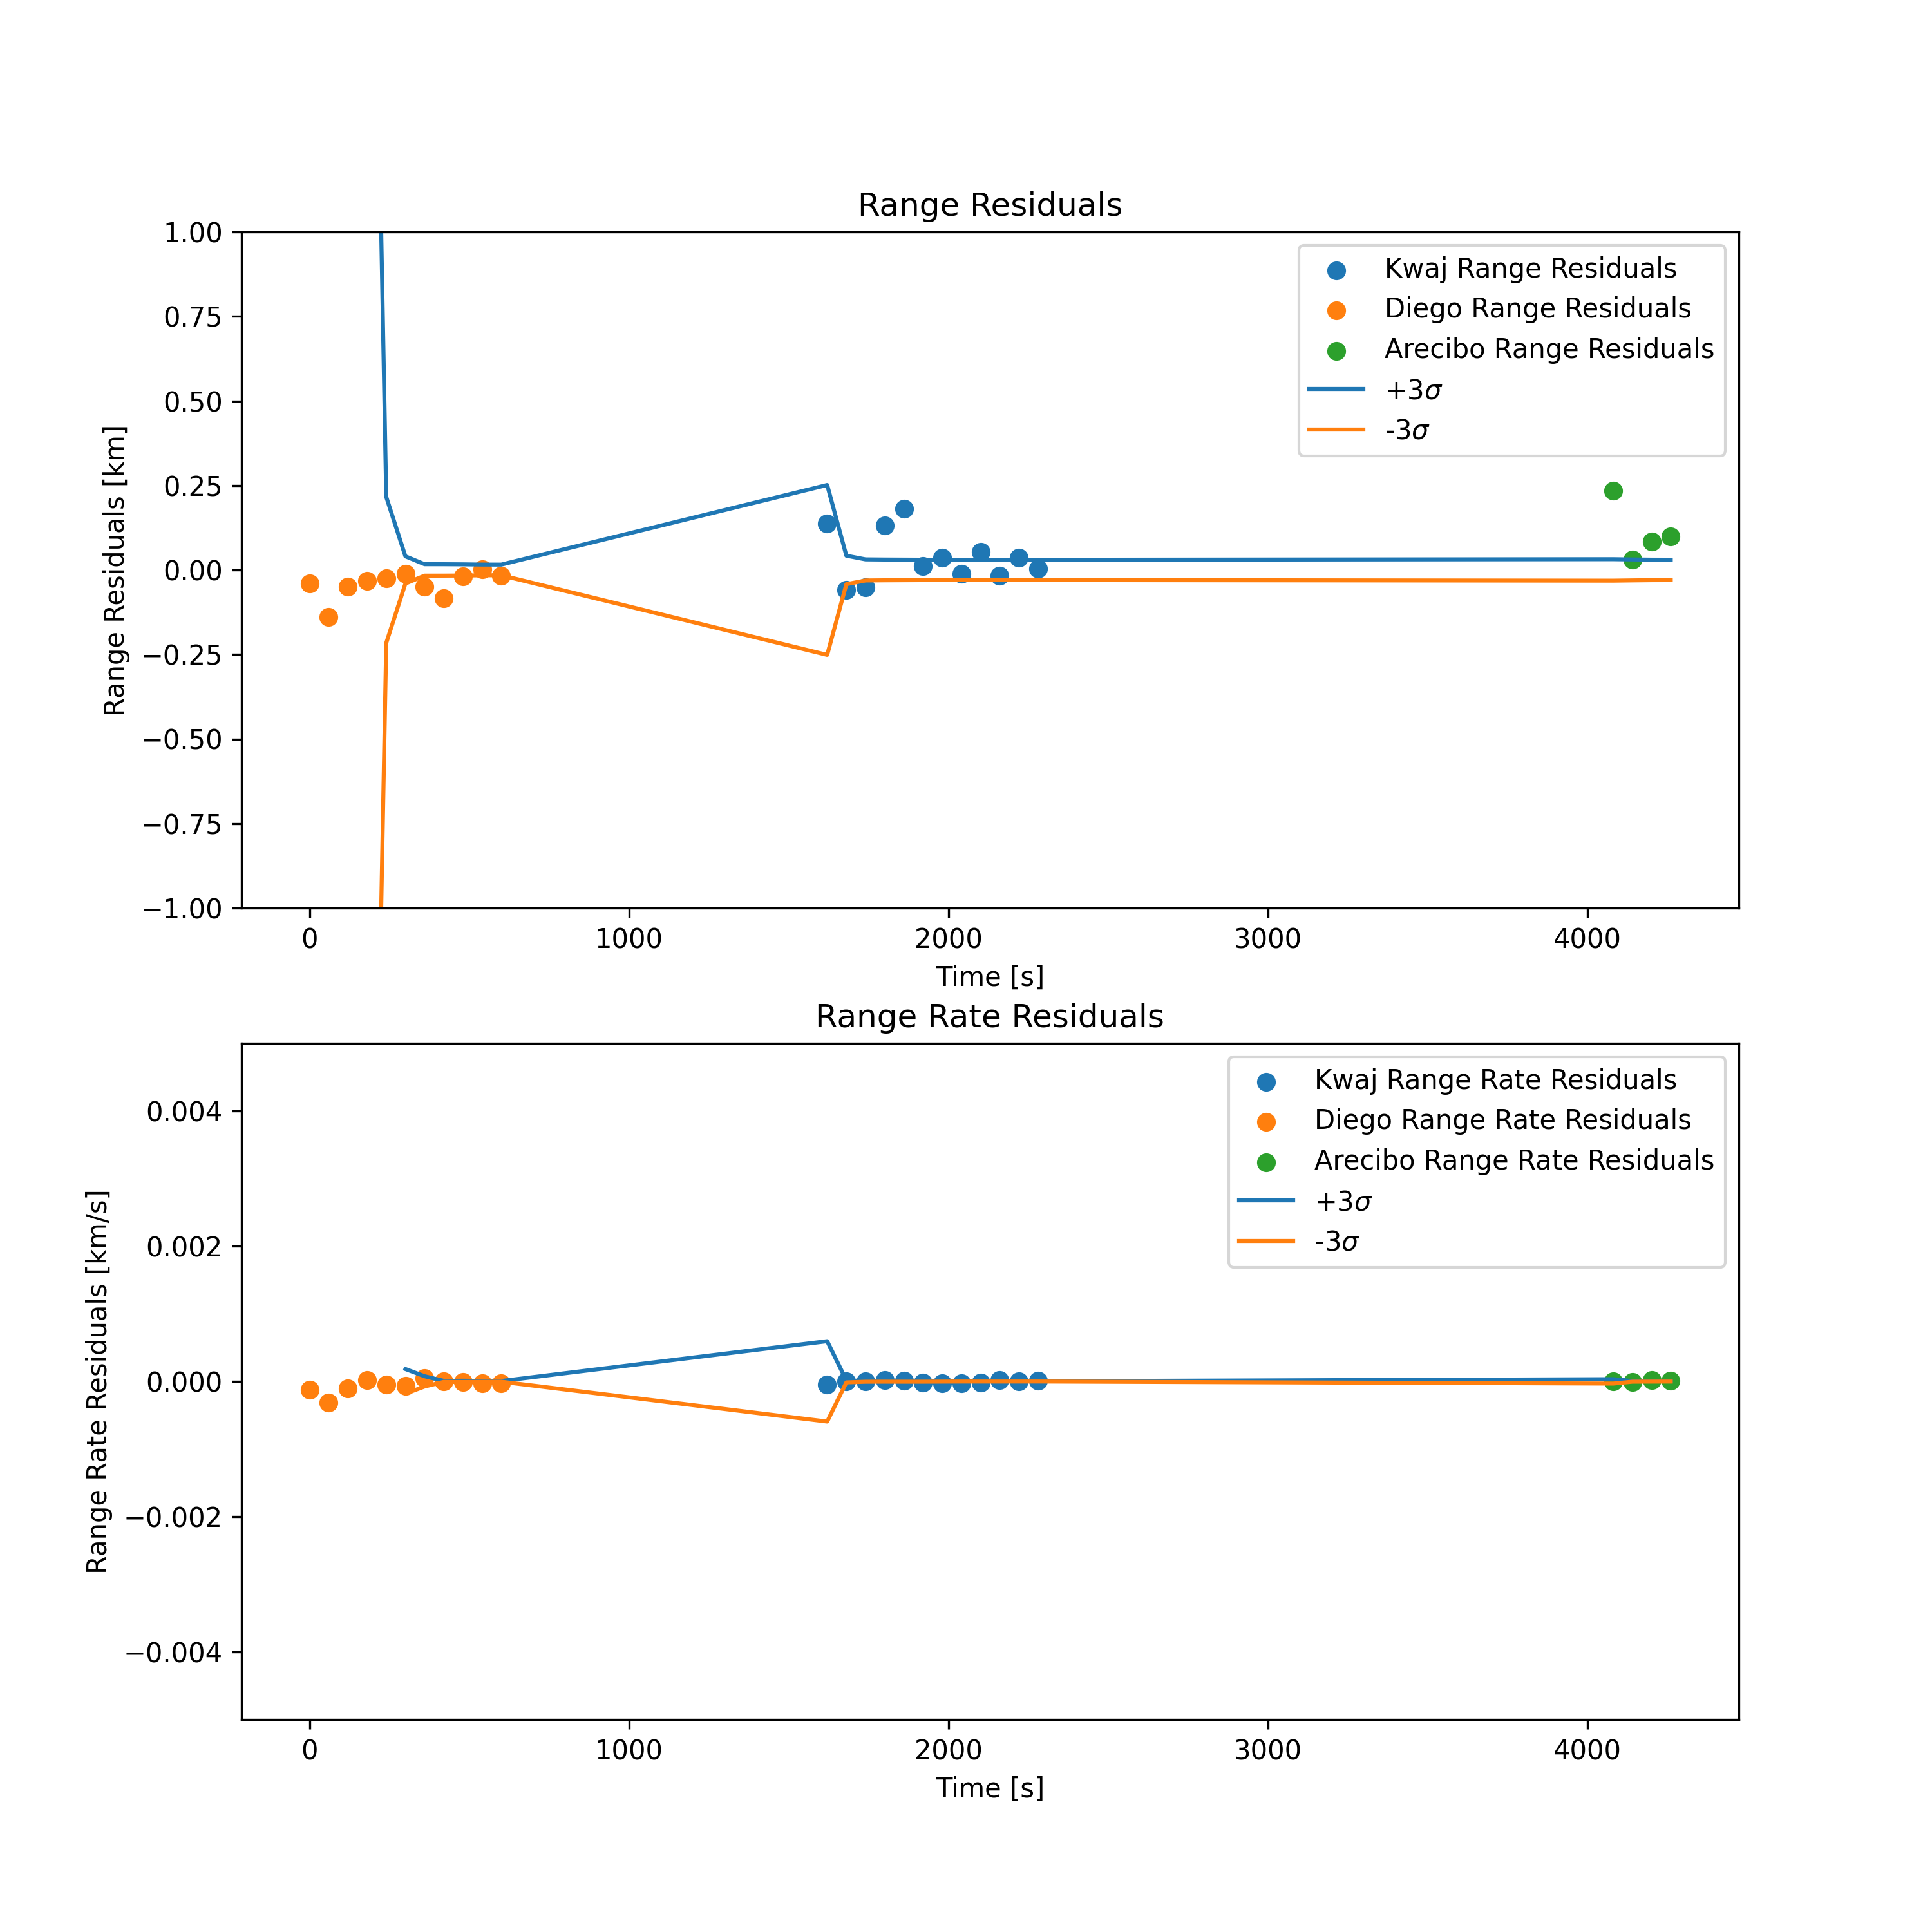 Range Residuals
1.00
0.75
0.50
0.25
0.00
−0.25
−0.50
−0.75
−1.00
Range Residuals [km]
Kwaj Range Residuals
Diego Range Residuals
Arecibo Range Residuals
+3σ
-3σ
0 1000 2000 3000 4000
Time [s]
Range Rate Residuals
0.004
0.002
0.000
−0.002
−0.004
Range Rate Residuals [km/s]
Kwaj Range Rate Residuals
Diego Range Rate Residuals
Arecibo Range Rate Residuals
+3σ
-3σ
0 1000 2000 3000 4000
Time [s]